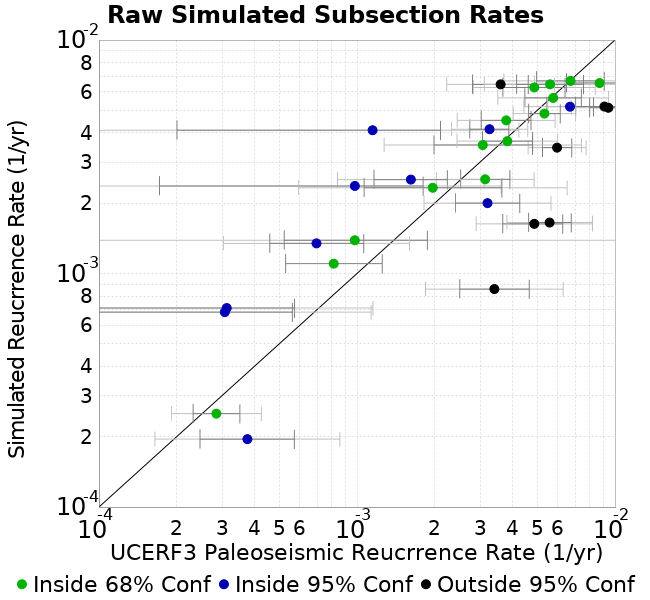 Raw Simulated Subsection Rates
Simulated Reucrrence Rate (1/yr)
10-2
8
6
4
3
2
10-3
8
6
4
3
2
10-4
10-4 2 3 4 5 6 10-3 2 3 4 5 6 10-2
UCERF3 Paleoseismic Reucrrence Rate (1/yr)
Inside 68% Conf Inside 95% Conf Outside 95% Conf